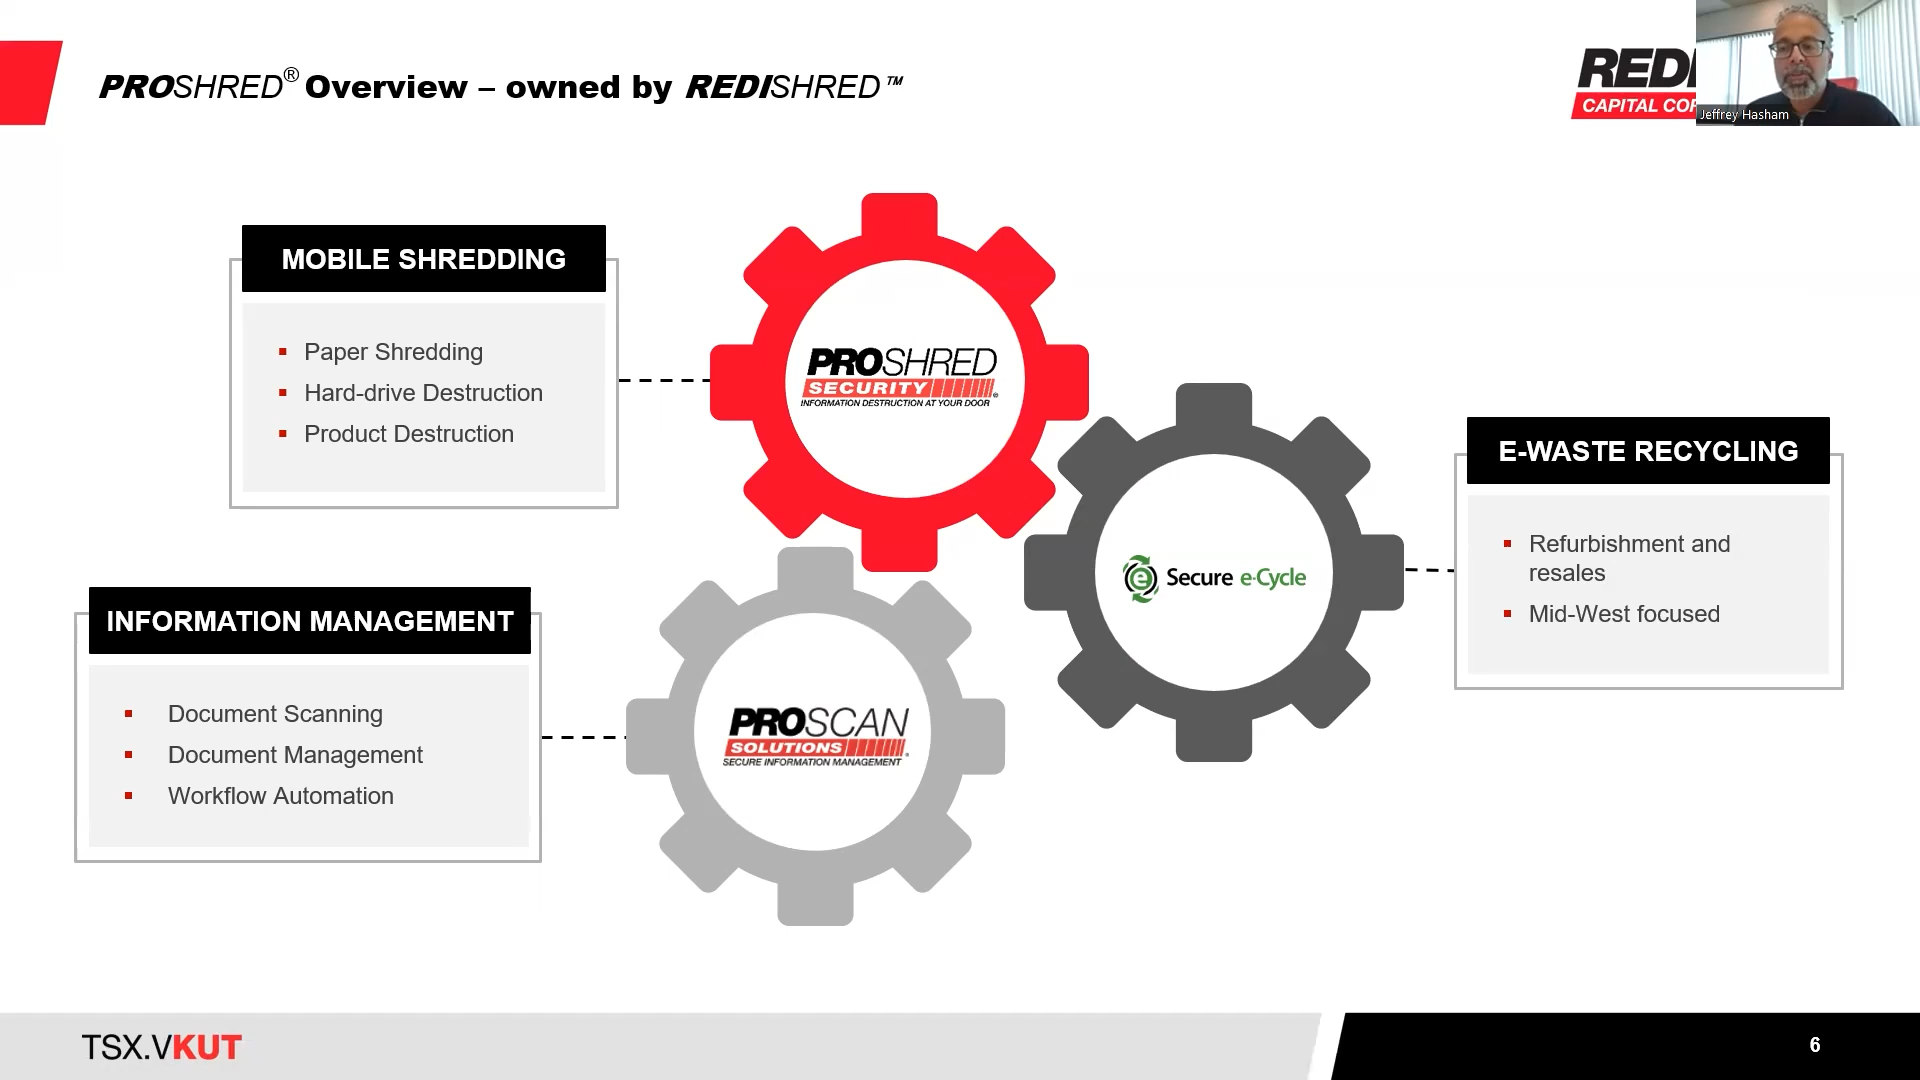 PROSHRED® Overview – owned by REDISHRED™
REDI
CAPITAL COR
Jeffrey Hasham
MOBILE SHREDDING
▪ Paper Shredding
▪ Hard-drive Destruction
▪ Product Destruction
PROSHRED
SECURITY®
INFORMATION DESTRUCTION AT YOUR DOOR
E-WASTE RECYCLING
▪ Refurbishment and
resales
▪ Mid-West focused
e Secure e·Cycle
INFORMATION MANAGEMENT
▪ Document Scanning
▪ Document Management
▪ Workflow Automation
PROSCAN
SOLUTIONS
SECURE INFORMATION MANAGEMENT
TSX.VKUT
6